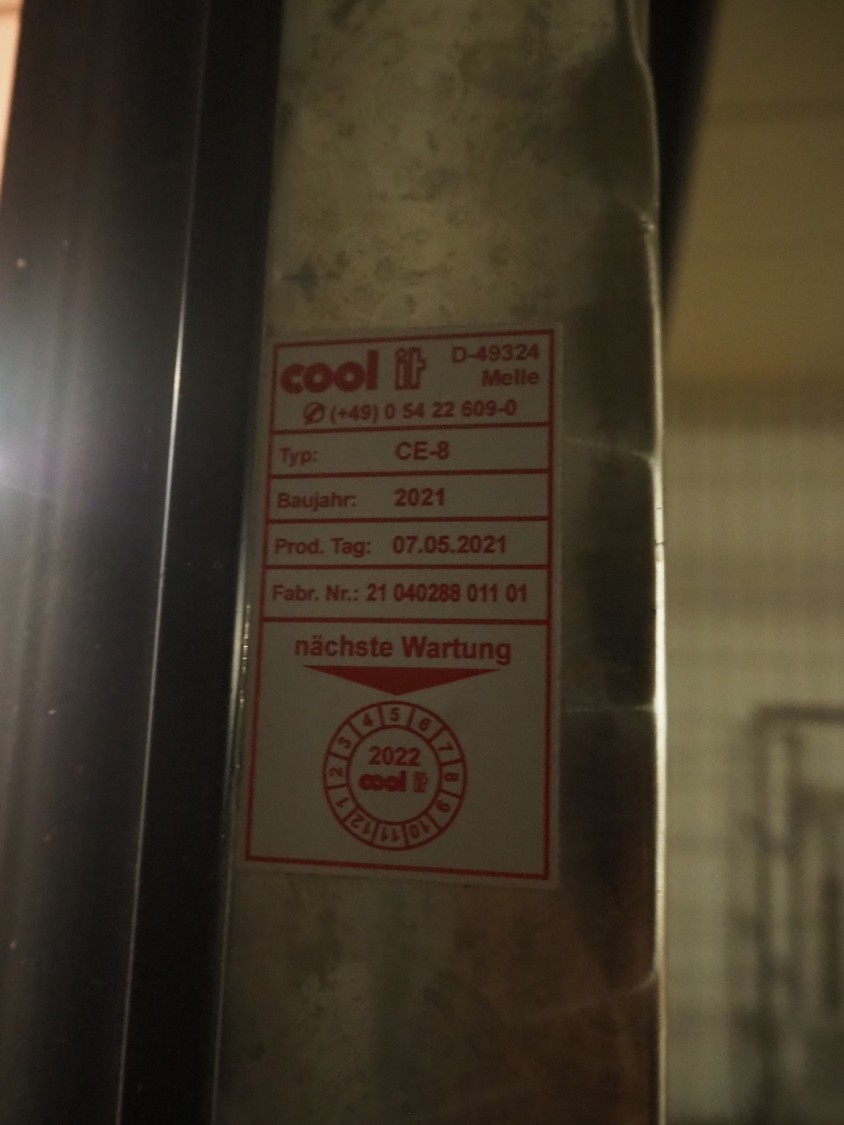 cool it D-49324
Melle
✆ (+49) 0 54 22 609-0
Typ: CE-8
Baujahr: 2021
Prod. Tag: 07.05.2021
Fabr. Nr.: 21 040288 011 01
nächste Wartung
1 2 3 4 5 6 7 8 9 10 11 12
2022
cool it